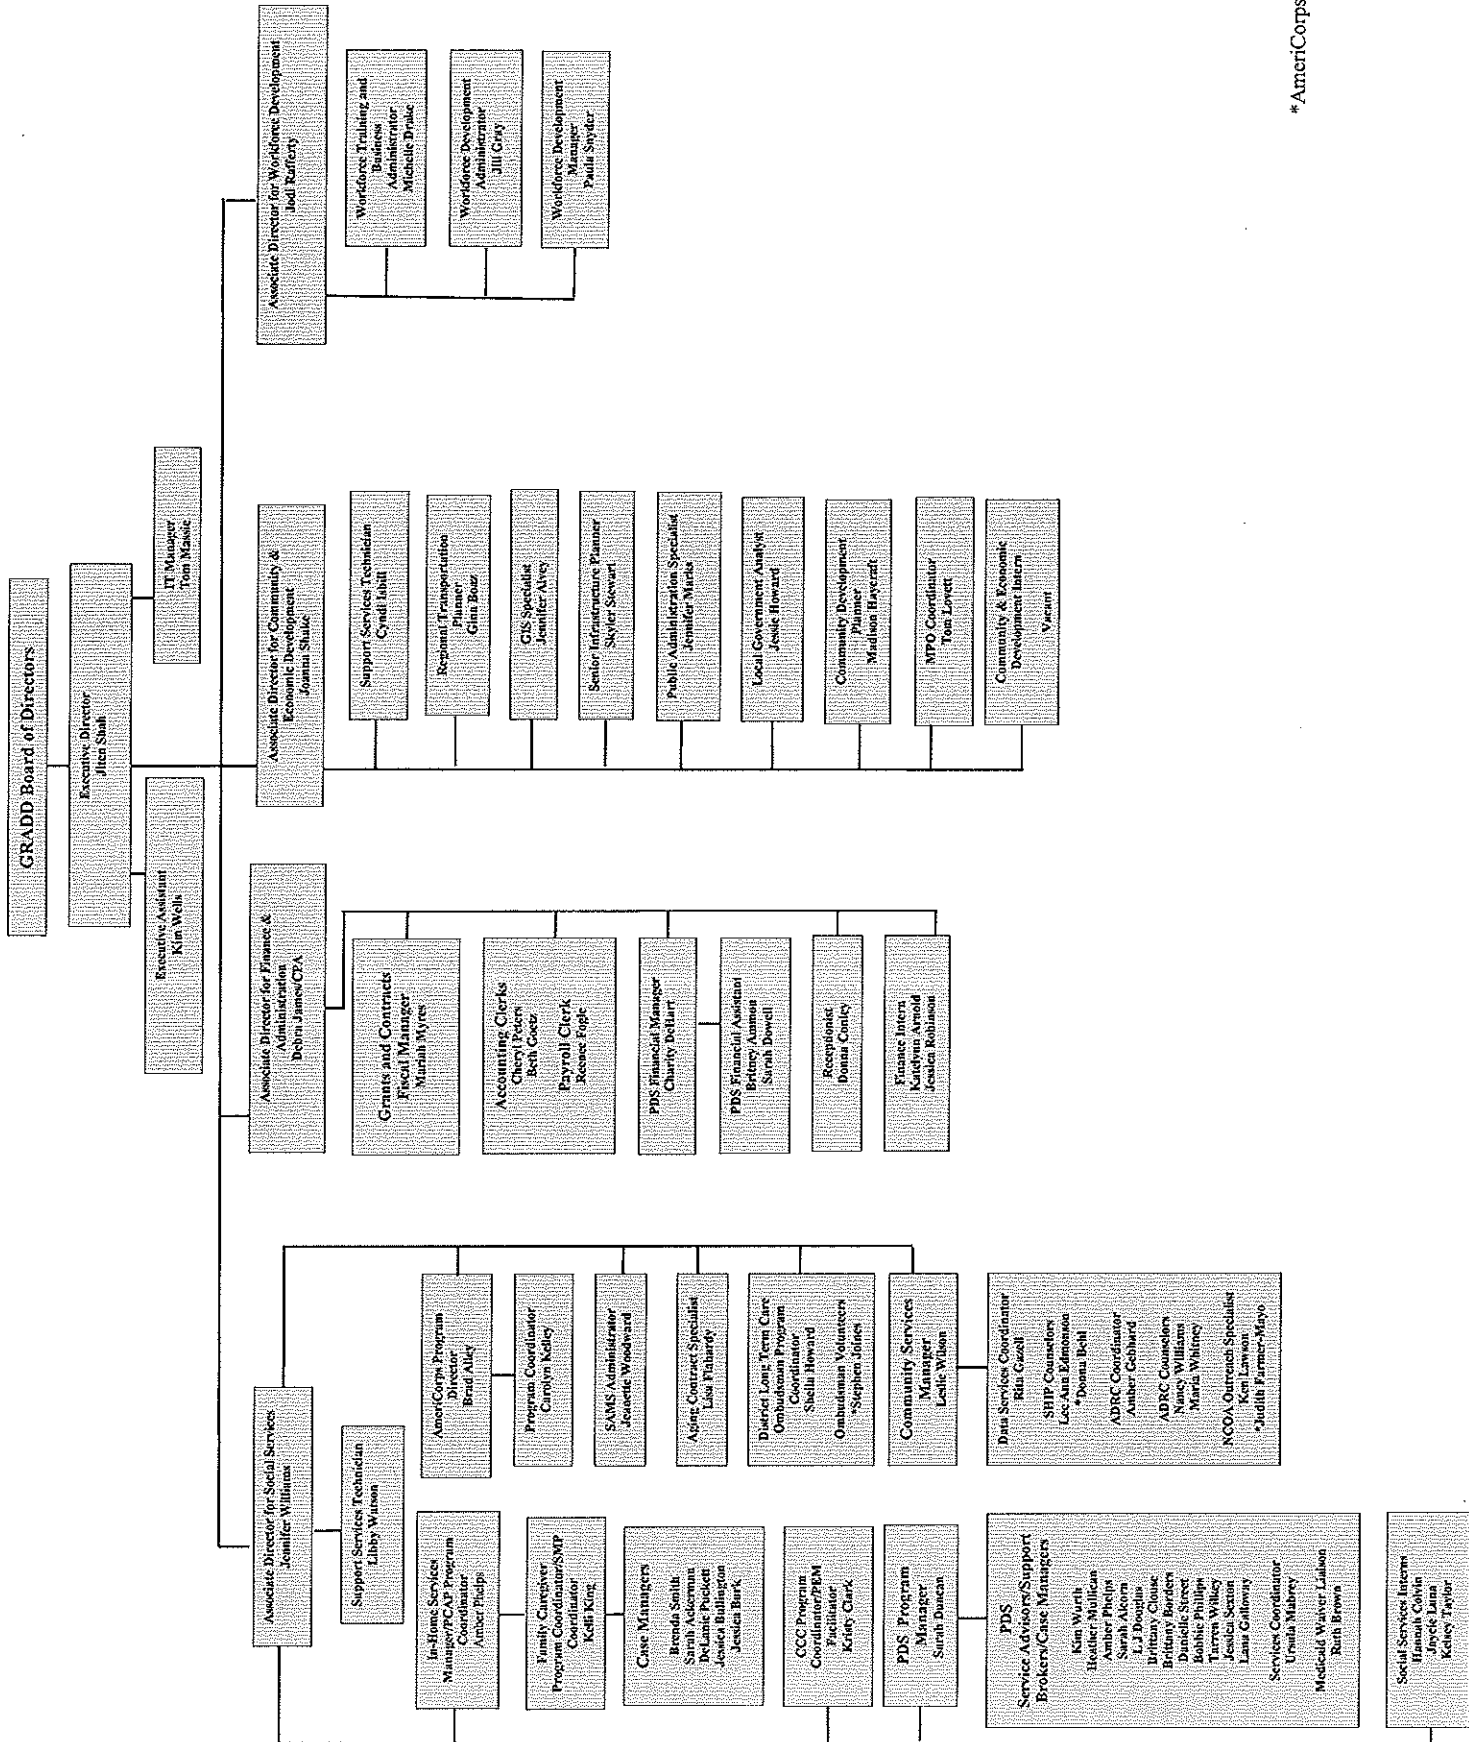 GRADD Board of Directors
Executive Director
Jiten Shah
Executive Assistant
Kim Wells
IT Manager
Tom Massie
Associate Director for Social Services
Jennifer Williams
Support Services Technician
Libby Watson
In-Home Services
Manager/PCAP Program
Coordinator
Amber Phelps
Family Caregiver
Program Coordinator/SMP
Coordinator
Kelli King
Case Managers
Brenda Smith
Sarah Ackerman
DeLanie Puckett
Jessica Bullington
Jessica Burk
CCC Program
Coordinator/PEM
Facilitator
Kristy Clark
PDS Program
Manager
Sarah Duncan
PDS
Service Advisors/Support
Brokers/Case Managers
Kim Wurth
Heather Mullican
Amber Phelps
Sarah Alcorn
L J Douglas
Brittany Clouse
Brittany Borders
Danielle Street
Bobbie Phillips
Tarren Wilkey
Jessica Sexton
Lana Galloway
Services Coordinator
Ursula Mabrey
Medicaid Waiver Liaison
Ruth Brown
Social Services Interns
Hannah Colvin
Jaycie Luna
Kelsey Taylor
AmeriCorps Program
Director
Brad Alley
Program Coordinator
Carolyn Kelley
SAMS Administrator
Jeanette Woodward
Aging Contract Specialist
Lisa Flahardy
District Long Term Care
Ombudsman Program
Coordinator
Sheila Howard
Ombudsman Volunteers
*Stephen Joines
Community Services
Manager
Leslie Wilson
Data Services Coordinator
Rita Gazell
SHIP Counselors
Lee Ann Edmonson
*Donna Behl
ADRC Coordinator
Amber Gebhard
ADRC Counselors
Nancy Williams
Maria Whitney
NCOA Outreach Specialist
Ken Lawson
*Judith Farmer-Mayo
Associate Director for Finance &
Administration
Debra James/CPA
Grants and Contracts
Fiscal Manager
Mariah Myres
Accounting Clerks
Cheryl Peters
Beth Goetz
Payroll Clerk
Reenee Fogle
PDS Financial Manager
Charity DeHart
PDS Financial Assistant
Britney Ammon
Sarah Dowell
Receptionist
Donna Conley
Finance Intern
Katelynn Arnold
Jessica Robinson
Associate Director for Community &
Economic Development
Joanna Shake
Support Services Technician
Cyndi Isbill
Regional Transportation
Planner
Gina Boaz
GIS Specialist
Jennifer Alvey
Senior Infrastructure Planner
Skyler Stewart
Public Administration Specialist
Jennifer Marks
Local Government Analyst
Jessie Howard
Community Development
Planner
Madison Haycraft
MPO Coordinator
Tom Lovett
Community & Economic
Development Intern
Vacant
Associate Director for Workforce Development
Jodi Rafferty
Workforce Training and
Business
Administrator
Michelle Drake
Workforce Development
Administrator
Jill Gray
Workforce Development
Manager
Paula Snyder
*AmeriCorps